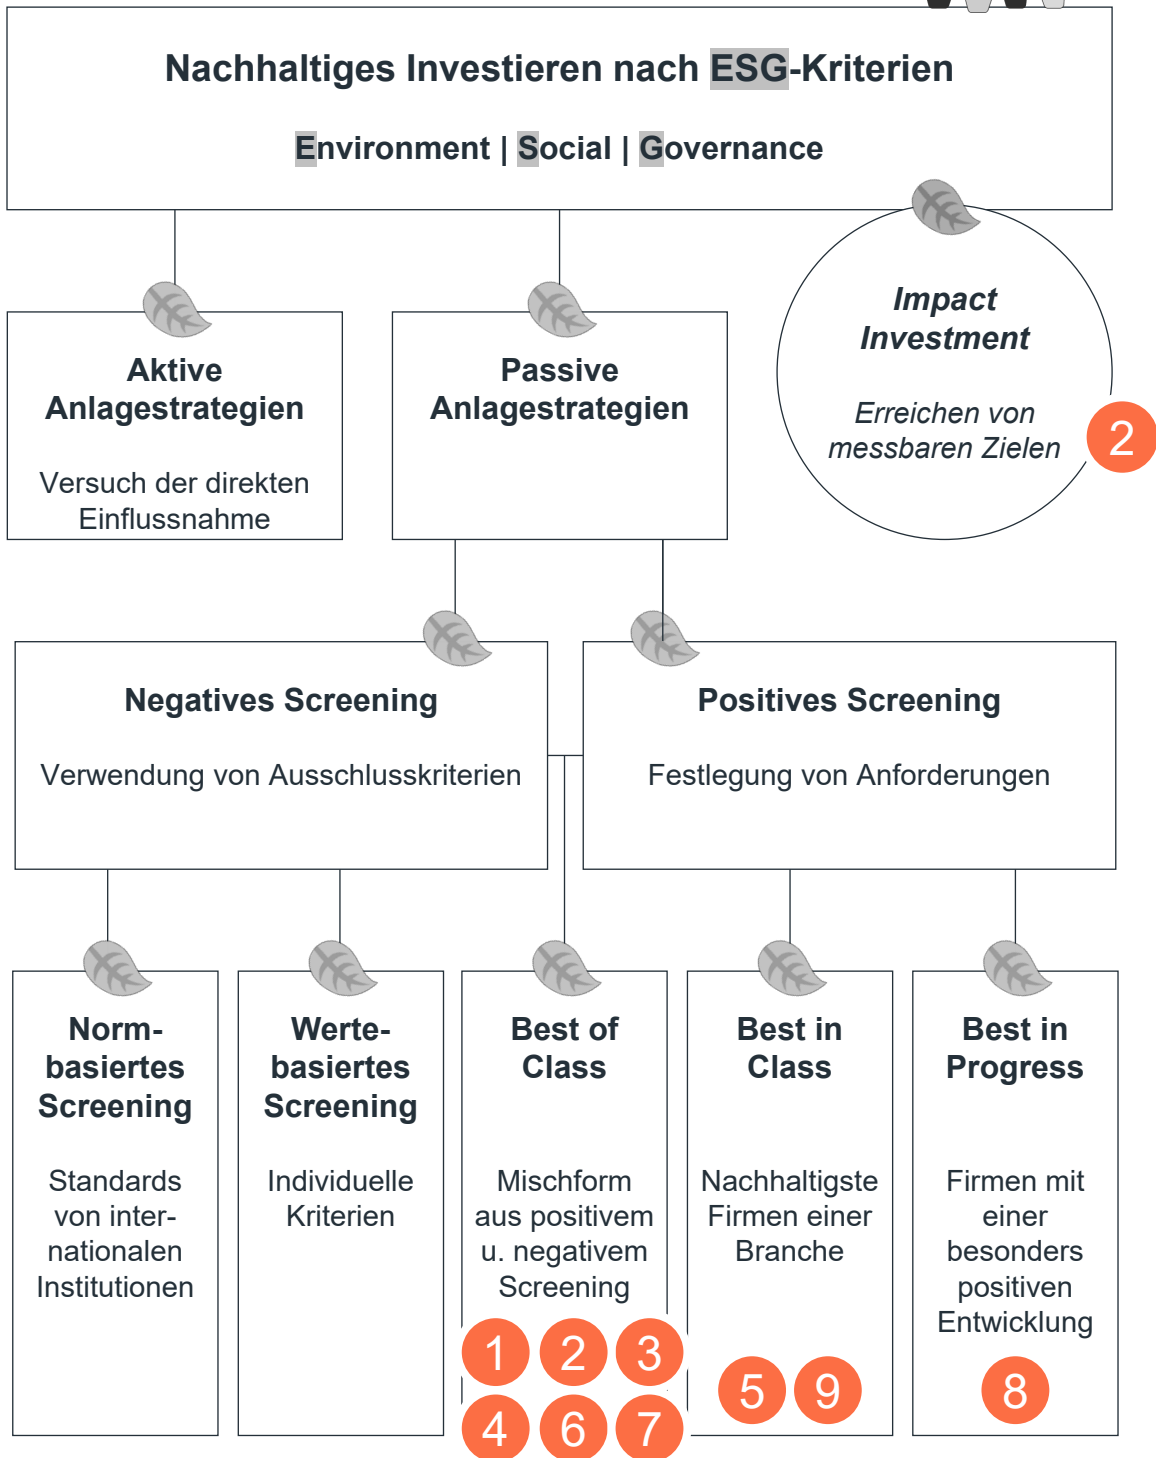 Nachhaltiges Investieren nach ESG-Kriterien
Environment | Social | Governance
Aktive
Anlagestrategien
Versuch der direkten
Einflussnahme
Passive
Anlagestrategien
Impact
Investment
Erreichen von
messbaren Zielen
2
Negatives Screening
Verwendung von Ausschlusskriterien
Positives Screening
Festlegung von Anforderungen
Norm-
basiertes
Screening
Standards
von inter-
nationalen
Institutionen
Werte-
basiertes
Screening
Individuelle
Kriterien
Best of
Class
Mischform
aus positivem
u. negativem
Screening
1 2 3
4 6 7
Best in
Class
Nachhaltigste
Firmen einer
Branche
5 9
Best in
Progress
Firmen mit
einer
besonders
positiven
Entwicklung
8